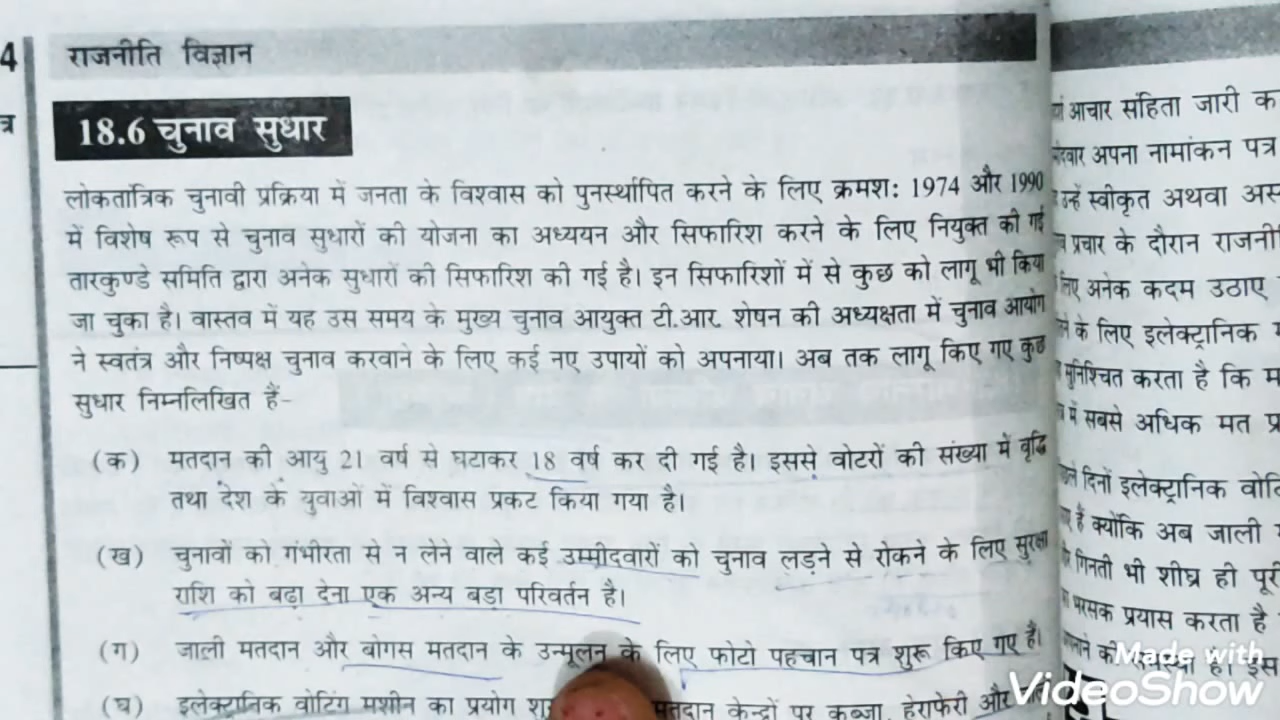 4
त्र
राजनीति विज्ञान
18.6 चुनाव सुधार
लोकतांत्रिक चुनावी प्रक्रिया में जनता के विश्वास को पुनर्स्थापित करने के लिए क्रमश: 1974 और 1990
में विशेष रूप से चुनाव सुधारों की योजना का अध्ययन और सिफारिश करने के लिए नियुक्त की गई
तारकुण्डे समिति द्वारा अनेक सुधारों की सिफारिश की गई है। इन सिफारिशों में से कुछ को लागू भी किया
जा चुका है। वास्तव में यह उस समय के मुख्य चुनाव आयुक्त टी.आर. शेषन की अध्यक्षता में चुनाव आयोग
ने स्वतंत्र और निष्पक्ष चुनाव करवाने के लिए कई नए उपायों को अपनाया। अब तक लागू किए गए कुछ
सुधार निम्नलिखित हैं-
(क) मतदान की आयु 21 वर्ष से घटाकर 18 वर्ष कर दी गई है। इससे वोटरों की संख्या में वृद्धि
तथा देश के युवाओं में विश्वास प्रकट किया गया है।
(ख) चुनावों को गंभीरता से न लेने वाले कई उम्मीदवारों को चुनाव लड़ने से रोकने के लिए सुरक्षा
राशि को बढ़ा देना एक अन्य बड़ा परिवर्तन है।
(ग) जाली मतदान और बोगस मतदान के उन्मूलन के लिए फोटो पहचान पत्र शुरू किए गए हैं।
(घ) इलेक्ट्रानिक वोटिंग मशीन का प्रयोग मतदान केन्द्रों पर कब्जा, हेराफेरी और
आचार संहिता जारी क
अपना नामांकन पत्र
उन्हें स्वीकृत अथवा अस
प्रचार के दौरान राजनी
लिए अनेक कदम उठाए
के लिए इलेक्ट्रानिक
सुनिश्चित करता है कि म
में सबसे अधिक मत प्र
दिनों इलेक्ट्रानिक वोटि
हैं क्योंकि अब जाली
गिनती भी शीघ्र ही पूरी
भरसक प्रयास करता है
की है। इस
Made with
VideoShow